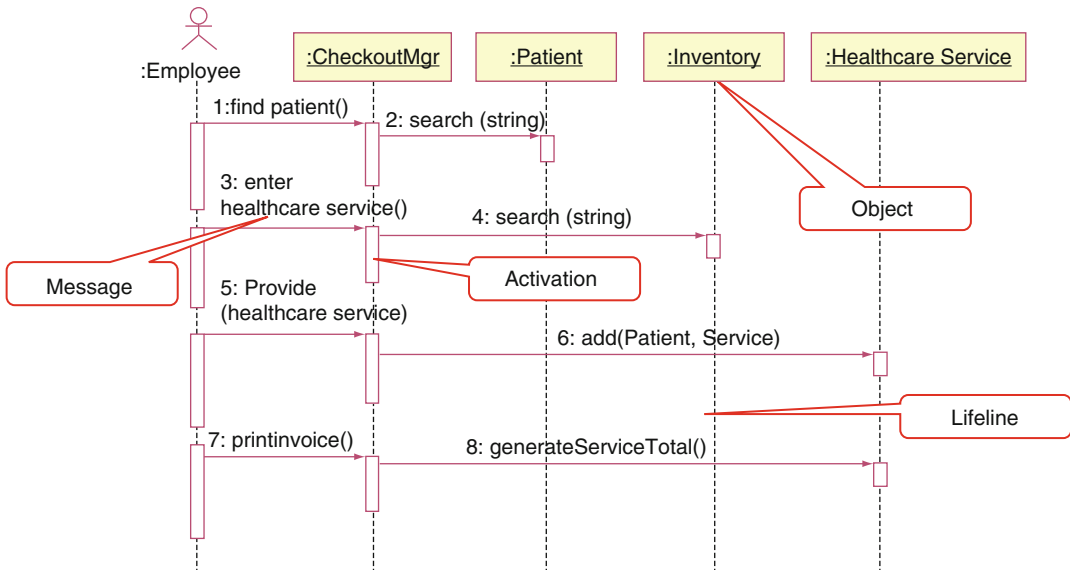 :Employee
:CheckoutMgr
:Patient
:Inventory
:Healthcare Service
1:find patient()
2: search (string)
3: enter
healthcare service()
4: search (string)
Object
Message
Activation
5: Provide
(healthcare service)
6: add(Patient, Service)
Lifeline
7: printinvoice()
8: generateServiceTotal()